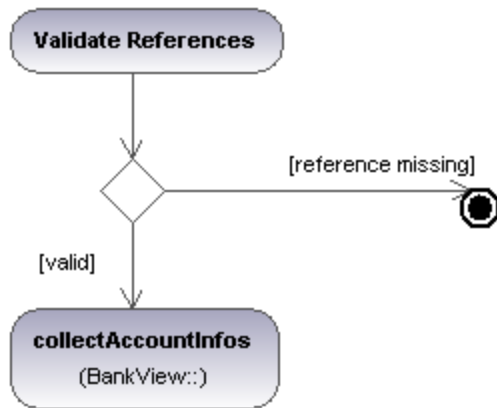 Validate References
[reference missing]
[valid]
collectAccountInfos
(BankView::)